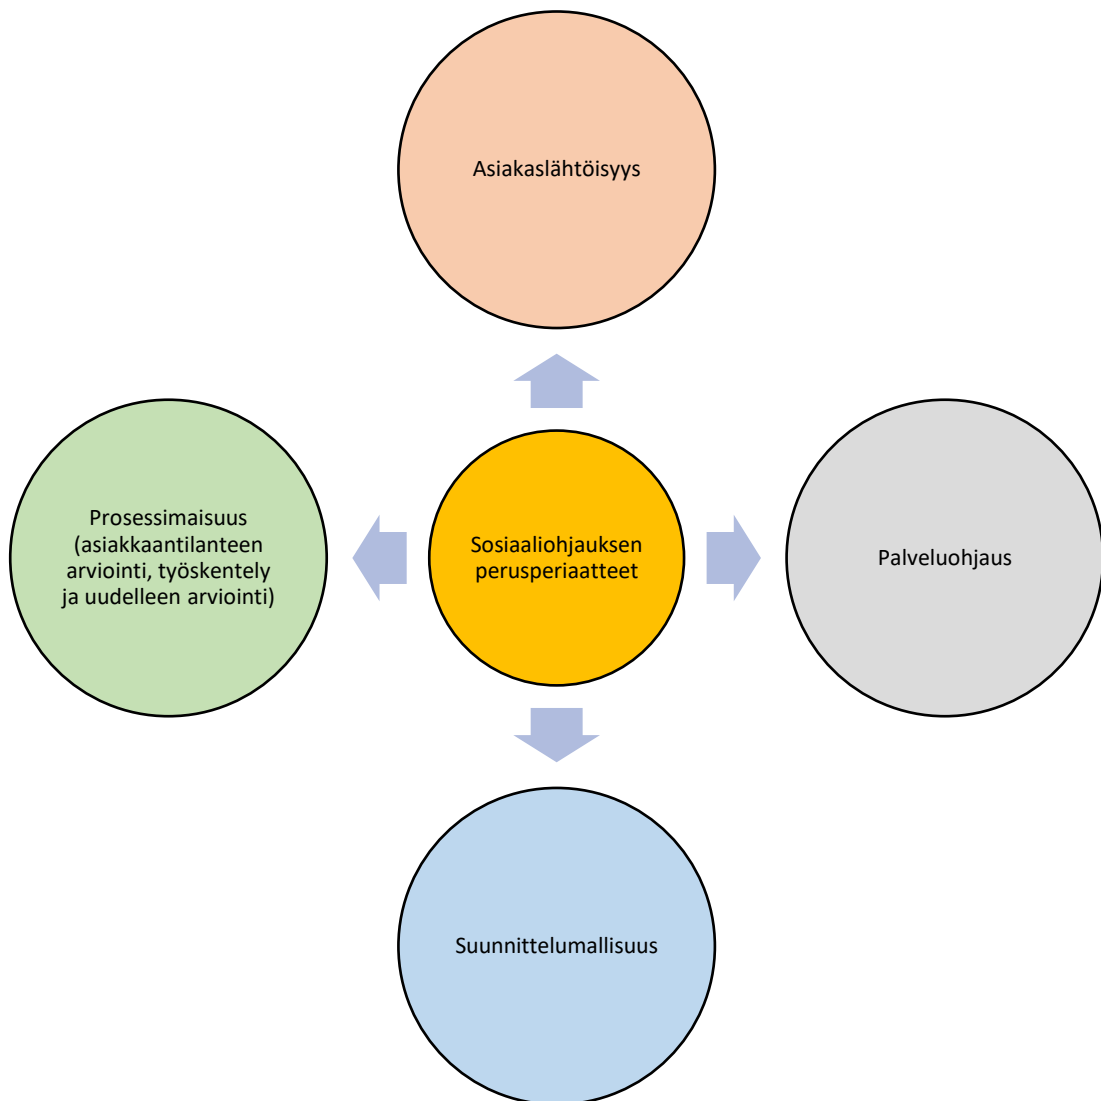 Asiakaslähtöisyys
Prosessimaisuus
(asiakkaantilanteen
arviointi, työskentely
ja uudelleen arviointi)
Sosiaaliohjauksen
perusperiaatteet
Palveluohjaus
Suunnittelumallisuus